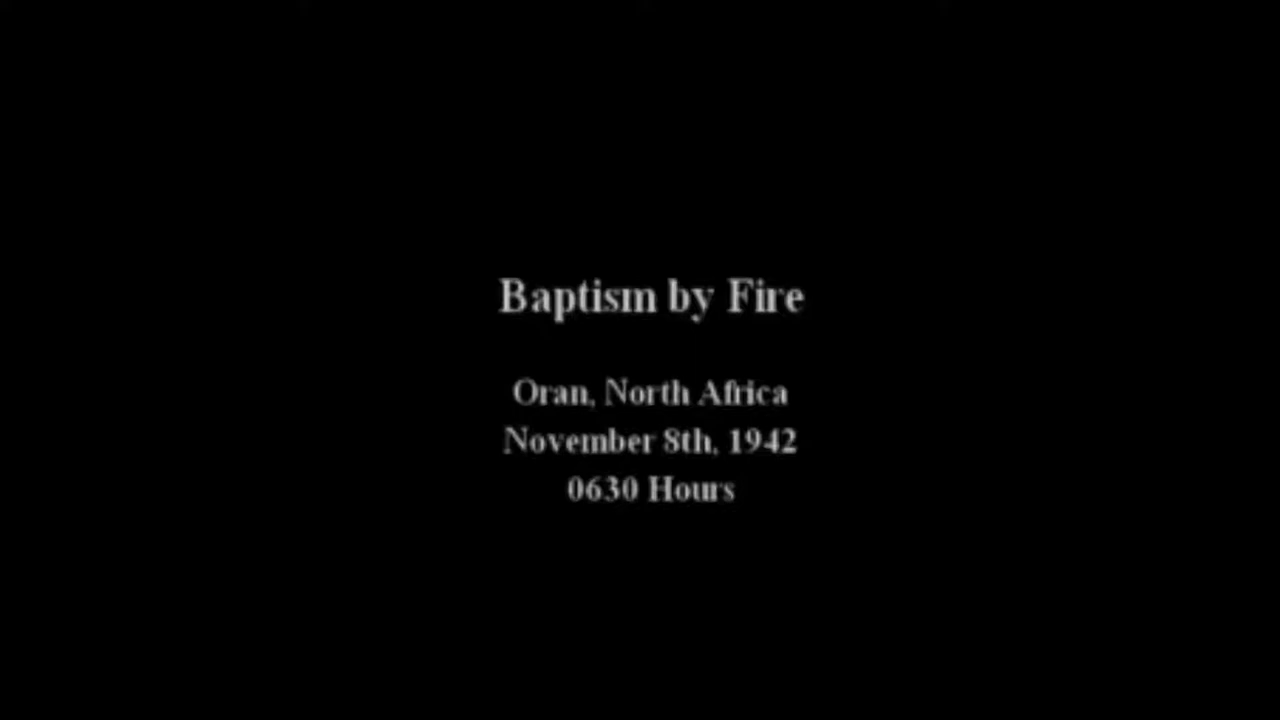 Baptism by Fire
Oran, North Africa
November 8th, 1942
0630 Hours